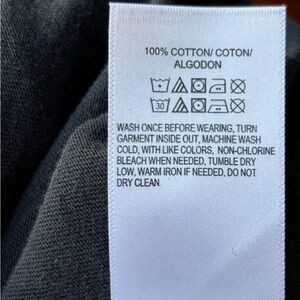 100% COTTON/ COTON/
ALGODON
30
WASH ONCE BEFORE WEARING, TURN
GARMENT INSIDE OUT, MACHINE WASH
COLD, WITH LIKE COLORS, NON-CHLORINE
BLEACH WHEN NEEDED, TUMBLE DRY
LOW, WARM IRON IF NEEDED, DO NOT
DRY CLEAN